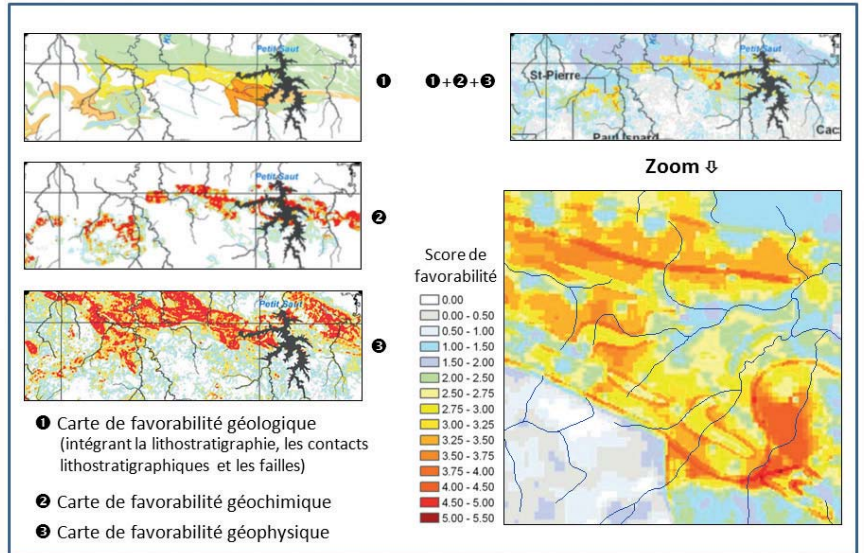 Petit Saut
❶
Petit Saut
❷
Petit Saut
❸
❶ Carte de favorabilité géologique
(intégrant la lithostratigraphie, les contacts
lithostratigraphiques et les failles)
❷ Carte de favorabilité géochimique
❸ Carte de favorabilité géophysique
❶+❷+❸
Petit Saut
St-Pierre
Paul Isnard
Cac
Zoom ⇩
Score de
favorabilité
0.00
0.00 - 0.50
0.50 - 1.00
1.00 - 1.50
1.50 - 2.00
2.00 - 2.50
2.50 - 2.75
2.75 - 3.00
3.00 - 3.25
3.25 - 3.50
3.50 - 3.75
3.75 - 4.00
4.00 - 4.50
4.50 - 5.00
5.00 - 5.50